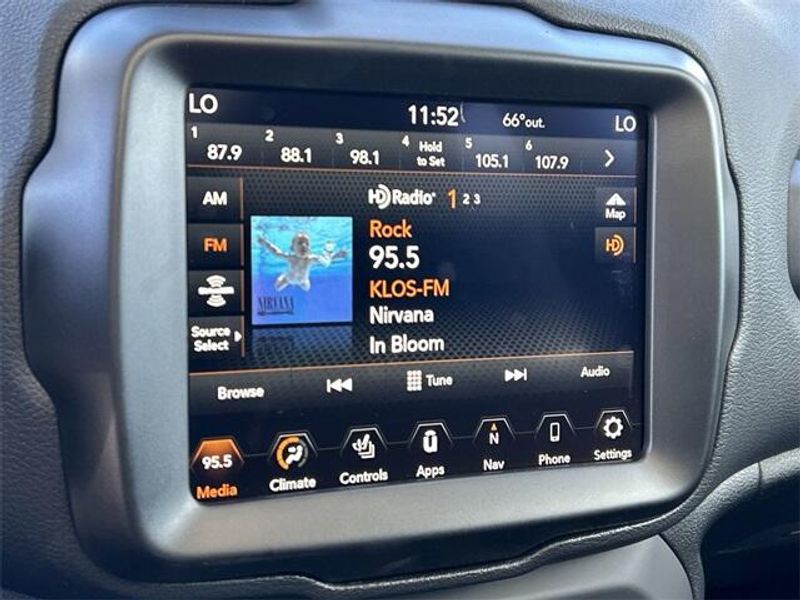 LO 11:52 66°out. LO
1 87.9 2 88.1 3 98.1 4 Hold to Set 5 105.1 6 107.9
AM HD Radio 1 2 3 Map
Rock
FM 95.5 HD
KLOS-FM
NIRVANA
Nirvana
Source Select
In Bloom
Browse Tune Audio
95.5 N
Media Climate Controls Apps Nav Phone Settings